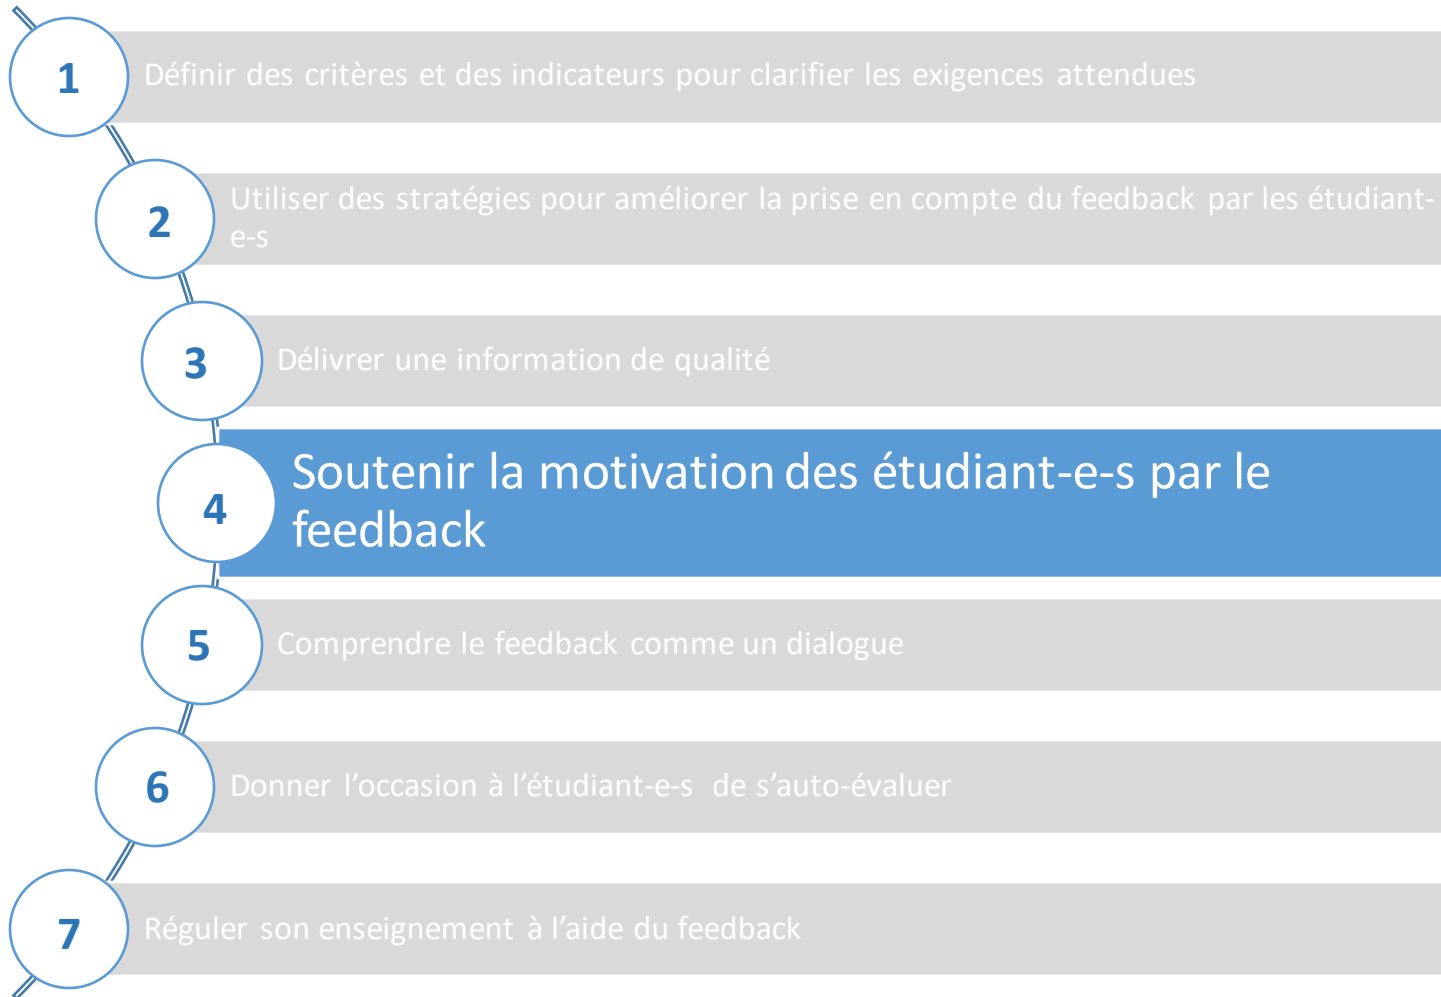 1
Définir des critères et des indicateurs pour clarifier les exigences attendues
2
Utiliser des stratégies pour améliorer la prise en compte du feedback par les étudiant-
e-s
3
Délivrer une information de qualité
4
Soutenir la motivation des étudiant-e-s par le
feedback
5
Comprendre le feedback comme un dialogue
6
Donner l’occasion à l’étudiant-e-s de s’auto-évaluer
7
Réguler son enseignement à l’aide du feedback